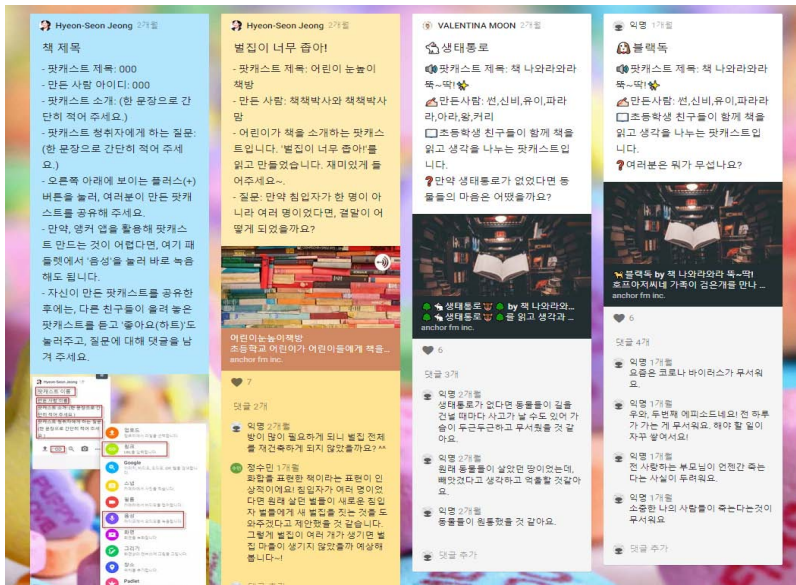 Hyeon-Seon Jeong 2개월
책 제목
- 팟캐스트 제목: 000
- 만든 사람 아이디: 000
- 팟캐스트 소개: (한 문장으로 간
단히 적어 주세요.)
- 팟캐스트 청취자에게 하는 질문:
(한 문장으로 간단히 적어 주세
요.)
- 오른쪽 아래에 보이는 플러스(+)
버튼을 눌러, 여러분이 만든 팟캐
스트를 공유해 주세요.
- 만약, 앵커 앱을 활용해 팟캐스
트 만드는 것이 어렵다면, 여기 패
들렛에서 '음성'을 눌러 바로 녹음
해도 됩니다.
- 자신이 만든 팟캐스트를 공유한
후에는, 다른 친구들이 올려 놓은
팟캐스트를 듣고 '좋아요(하트)'도
눌러주고, 질문에 대해 댓글을 남
겨 주세요.
팟캐스트 이름
만든 사람 이름
업로드
링크
Google
스냅
필름
음성
화면
그리기
장소
Padlet
Hyeon-Seon Jeong 2개월
벌집이 너무 좁아!
- 팟캐스트 제목: 어린이 눈높이
책방
- 만든 사람: 책책박사와 책책박사
맘
- 어린이가 책을 소개하는 팟캐스
트입니다. '벌집이 너무 좁아!'를
읽고 만들었습니다. 재미있게 들
어주세요~.
- 질문: 만약 침입자가 한 명이 아
니라 여러 명이었다면, 결말이 어
떻게 되었을까요?
어린이눈높이책방
초등학교 어린이가 어린아들에게 책을...
anchor fm inc.
7
댓글 2개
익명 2개월
방이 많이 필요하게 되니 벌집 전체
를 재건축하게 되지 않았을까요? ^^
정수민 1개월
화합을 표현한 책이라는 표현이 인
상적이에요! 침입자가 여러 명이었
다면 원래 살던 벌들이 새로운 침입
자 벌들에게 새 벌집을 짓는 것을 도
와주겠다고 제안했을 것 같습니다.
그렇게 벌집이 여러 개가 생기면 벌
집 마을이 생기지 않았을까 예상해
봅니다~!
댓글 추가
VALENTINA MOON 2개월
생태통로
팟캐스트 제목: 책 나와라와라
뚝~딱!
만든사람: 썬,신비,유이,파라
라,아라,왕,커리
초등학생 친구들이 함께 책을
읽고 생각을 나누는 팟캐스트입
니다.
만약 생태통로가 없었다면 동
물들의 마음은 어땠을까요?
생태통로 by 책 나와라와...
생태통로 를 읽고 생각과 ...
anchor fm inc.
6
댓글 3개
익명 2개월
생태통로가 없다면 동물들이 길을
건널 때마다 사고가 날 수도 있어 가
슴이 두근두근하고 무서웠을 것 같
아요.
익명 2개월
원래 동물들이 살았던 땅이었는데,
빼앗겼다고 생각하고 억울할 것같아
요.
익명 2개월
동물들이 원통했을 것 같아요.
댓글 추가
익명 1개월
블랙독
팟캐스트 제목: 책 나와라와라
뚝~딱!
만든사람: 썬,신비,유이,파라라
초등학생 친구들이 함께 책을
읽고 생각을 나누는 팟캐스트입
니다.
여러분은 뭐가 무섭나요?
블랙독 by 책 나와라와라 뚝~딱!
호프아저씨네 가족이 검은개를 만나 ...
anchor fm inc.
6
댓글 4개
익명 1개월
요즘은 코로나 바이러스가 무서워
요.
익명 1개월
우와, 두번째 에피소드네요! 전 하루
가 가는 게 무서워요. 해야 할 일이
자꾸 쌓여서요!
익명 1개월
전 사랑하는 부모님이 언젠간 죽는
다는 사실이 두려워요.
익명 1개월
소중한 나의 사람들이 죽는다는것이
무서워요
댓글 추가